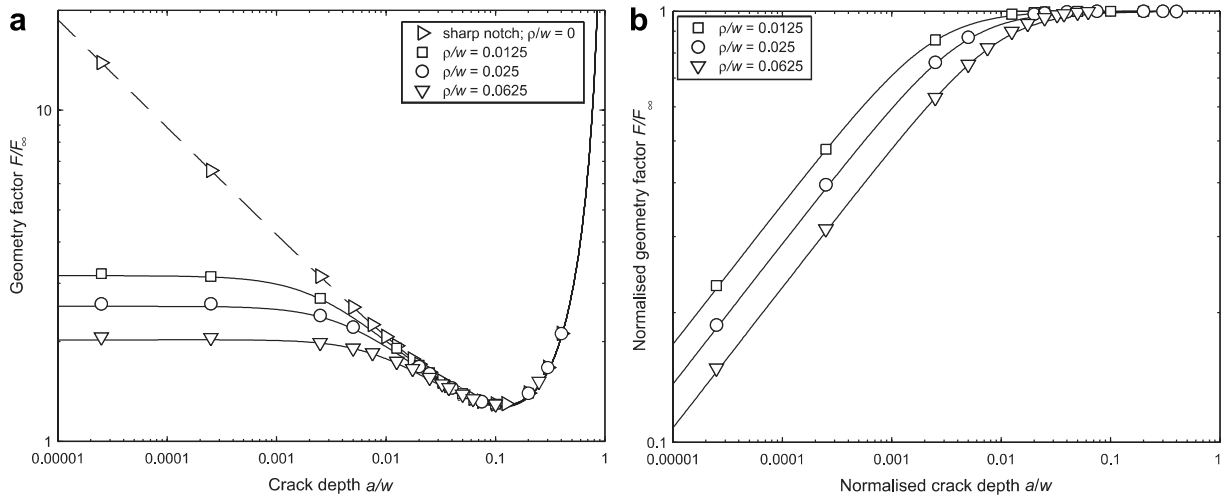 a
sharp notch; ρ/w = 0
ρ/w = 0.0125
ρ/w = 0.025
ρ/w = 0.0625
Geometry factor F/F∞
10
1
0.00001
0.0001
0.001
0.01
0.1
1
Crack depth a/w
b
ρ/w = 0.0125
ρ/w = 0.025
ρ/w = 0.0625
Normalised geometry factor F/F∞
1
0.1
0.00001
0.0001
0.001
0.01
0.1
1
Normalised crack depth a/w